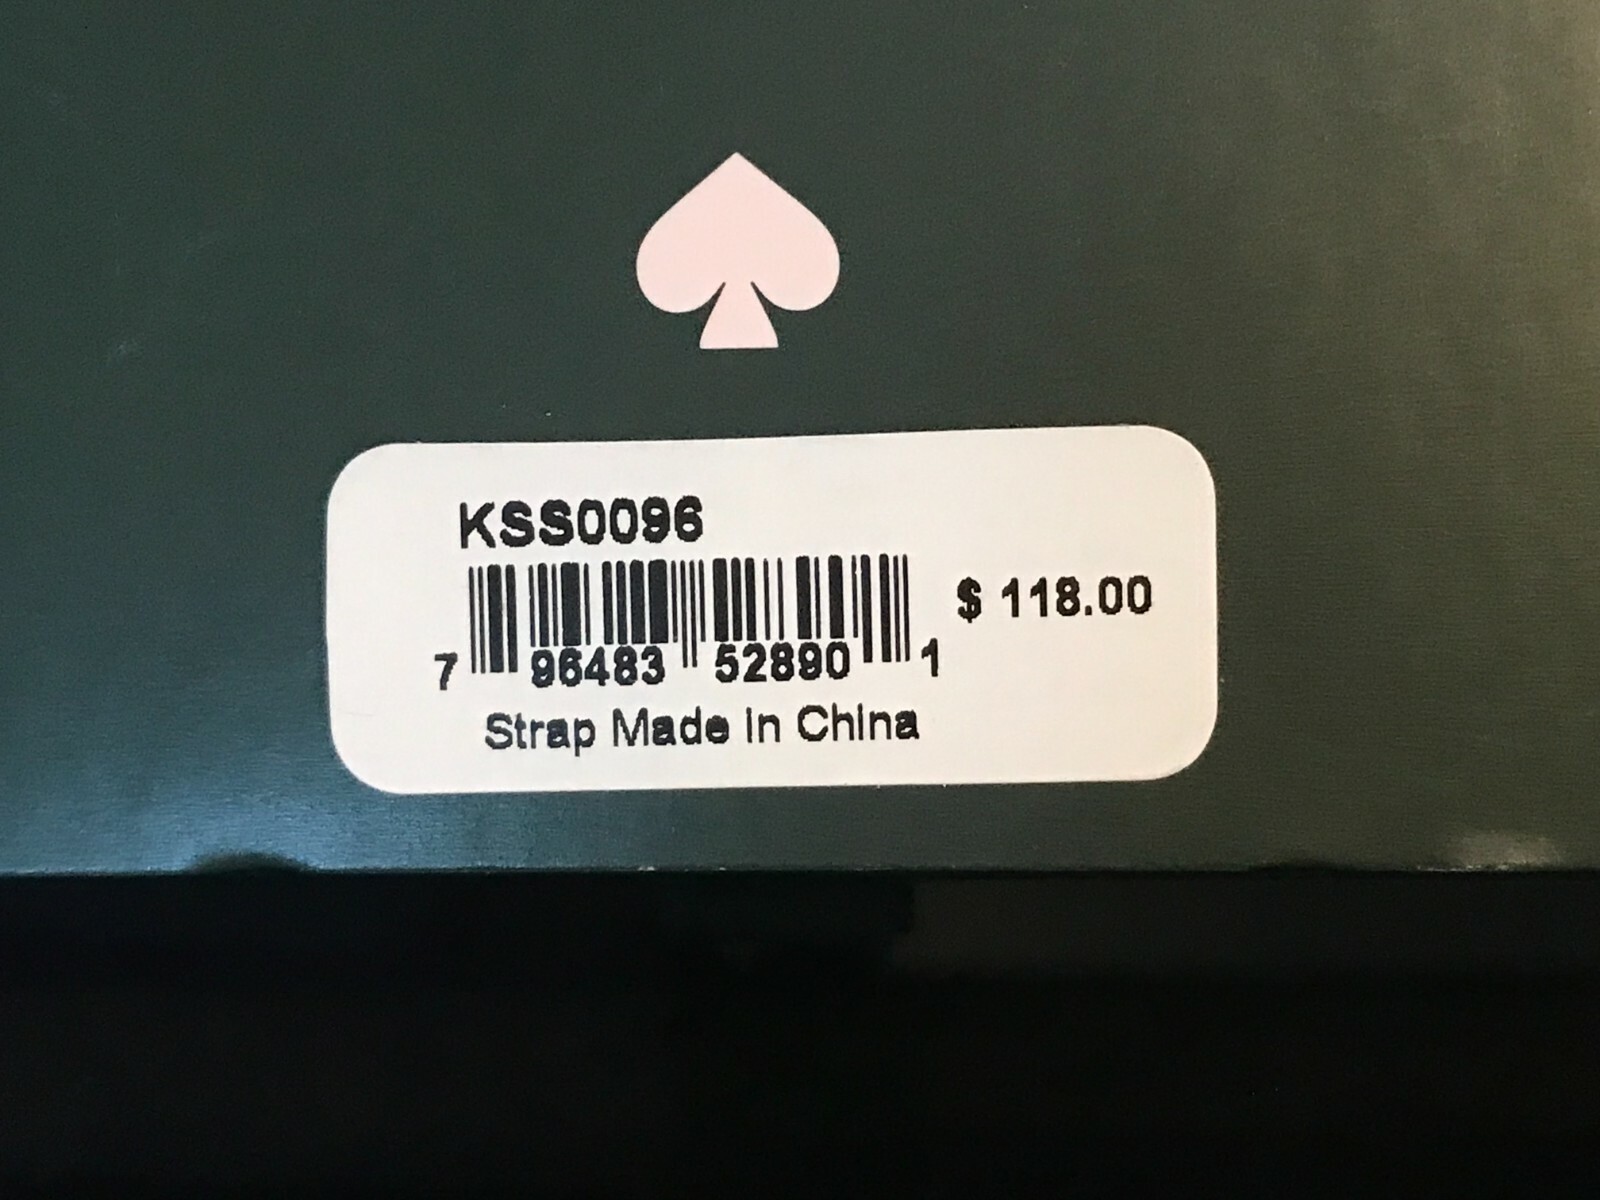 KSS0096
$ 118.00
7 96483 52890 1
Strap Made in China